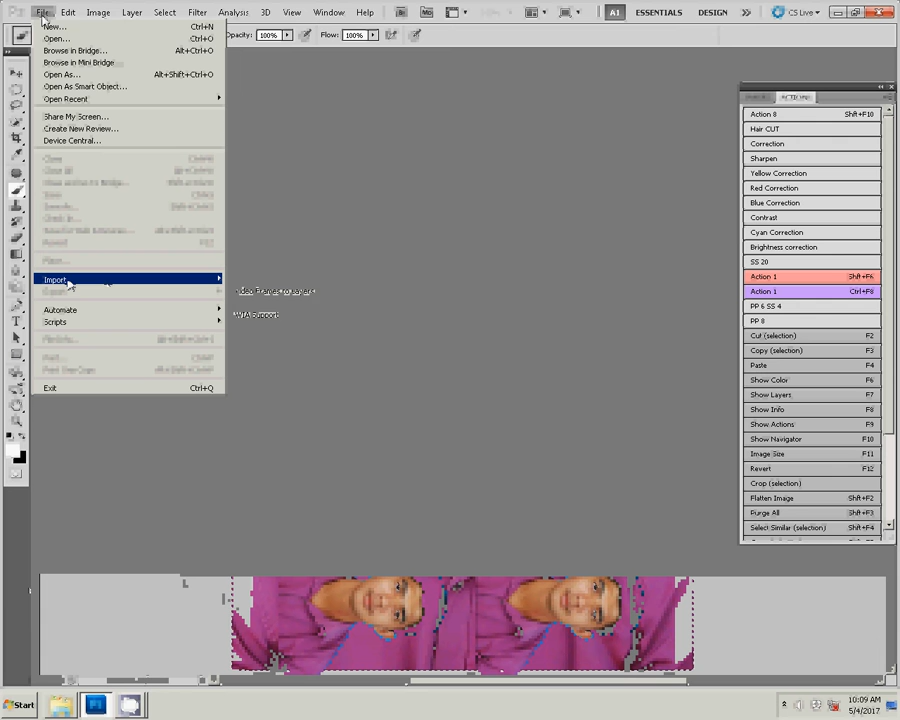 File Edit Image Layer Select Filter Analysis 3D View Window Help Br Mb ESSENTIALS DESIGN CS Live
Opacity: 100% Flow: 100%
New... Ctrl+N
Open... Ctrl+O
Browse in Bridge... Alt+Ctrl+O
Browse in Mini Bridge
Open As... Alt+Shift+Ctrl+O
Open As Smart Object...
Open Recent
Share My Screen...
Create New Review...
Device Central...
Import
Automate
Scripts
Exit Ctrl+Q
Video Frames to Layers
WIA Support
Action 8 Shft+F10
Hair CUT
Correction
Sharpen
Yellow Correction
Red Correction
Blue Correction
Contrast
Cyan Correction
Brightness correction
SS 20
Action 1 Shft+F6
Action 1 Ctrl+F8
PP 6 SS 4
PP 8
Cut (selection) F2
Copy (selection) F3
Paste F4
Show Color F6
Show Layers F7
Show Info F8
Show Actions F9
Show Navigator F10
Image Size F11
Revert F12
Crop (selection)
Flatten Image Shft+F2
Purge All Shft+F3
Select Similar (selection) Shft+F4
Start
10:09 AM
5/4/2017